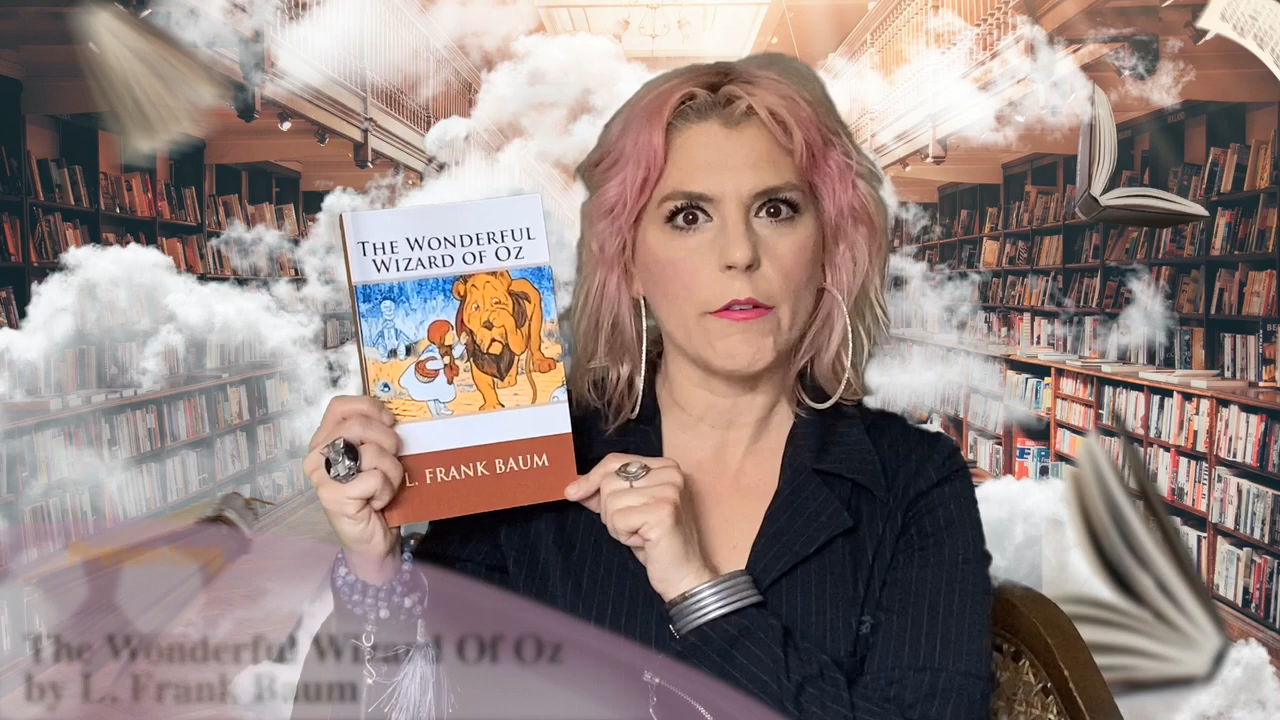 THE WONDERFUL
WIZARD OF OZ
L. FRANK BAUM
The Wonderful Wizard Of Oz
by L. Frank Baum